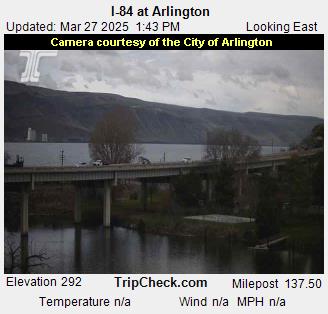 I-84 at Arlington
Updated: Mar 27 2025 1:43 PM Looking East
Camera courtesy of the City of Arlington
Elevation 292 TripCheck.com Milepost 137.50
Temperature n/a Wind n/a MPH n/a